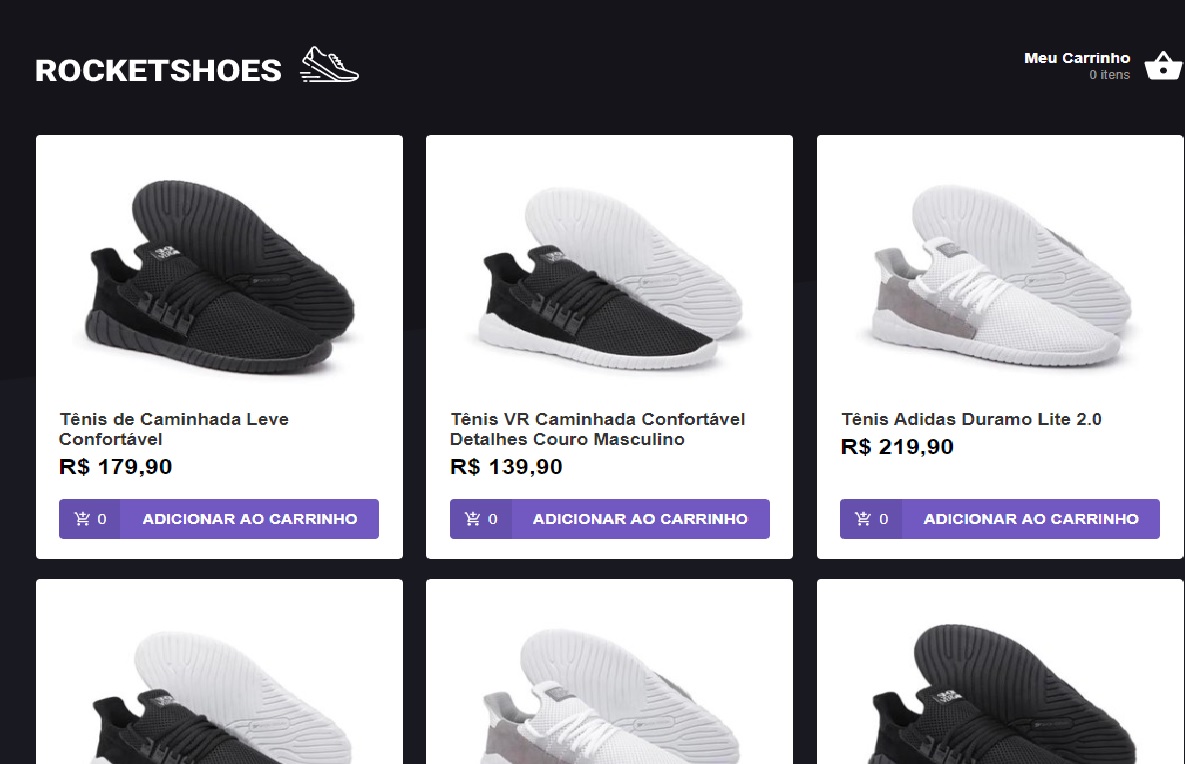 ROCKETSHOES
Meu Carrinho
0 itens
Tênis de Caminhada Leve
Confortável
R$ 179,90
0 ADICIONAR AO CARRINHO
Tênis VR Caminhada Confortável
Detalhes Couro Masculino
R$ 139,90
0 ADICIONAR AO CARRINHO
Tênis Adidas Duramo Lite 2.0
R$ 219,90
0 ADICIONAR AO CARRINHO